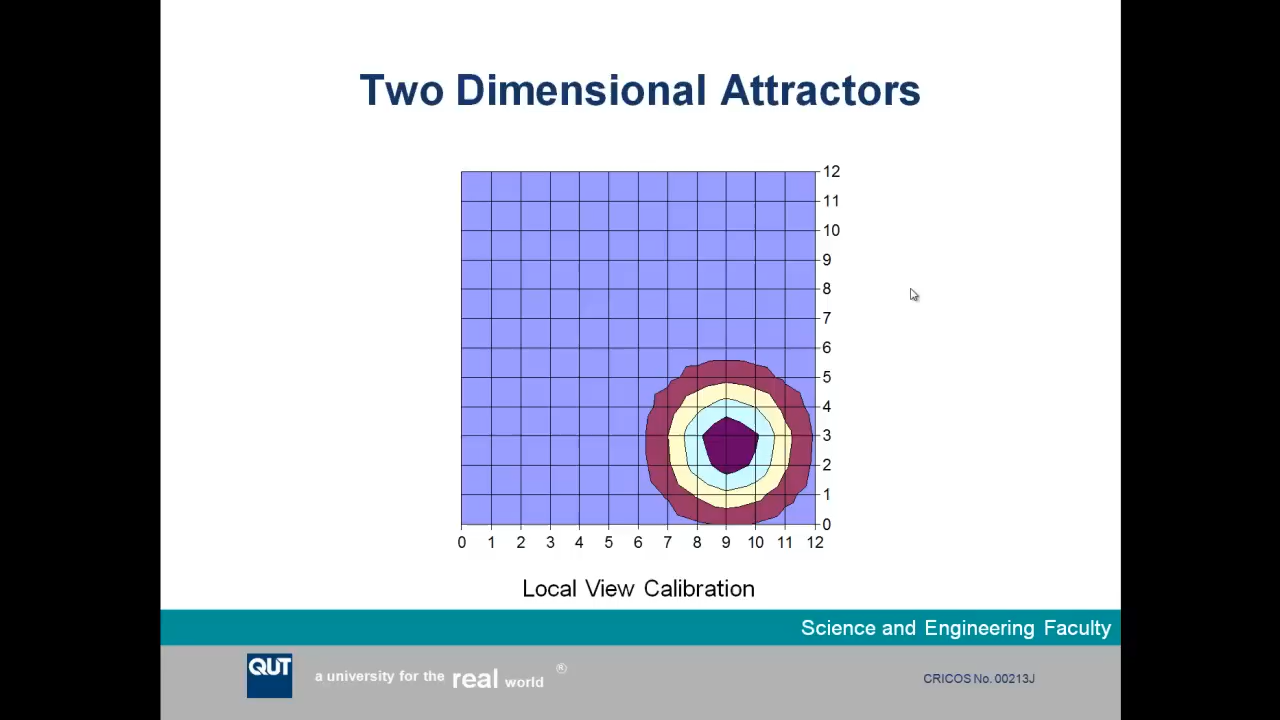 Two Dimensional Attractors
12
11
10
9
8
7
6
5
4
3
2
1
0
0 1 2 3 4 5 6 7 8 9 10 11 12
Local View Calibration
Science and Engineering Faculty
QUT
a university for the real world ®
CRICOS No. 00213J